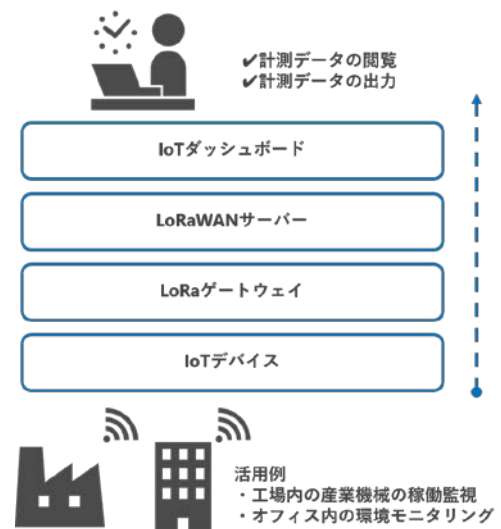 ✔計測データの閲覧
✔計測データの出力
IoTダッシュボード
LoRaWANサーバー
LoRaゲートウェイ
IoTデバイス
活用例
・工場内の産業機械の稼働監視
・オフィス内の環境モニタリング